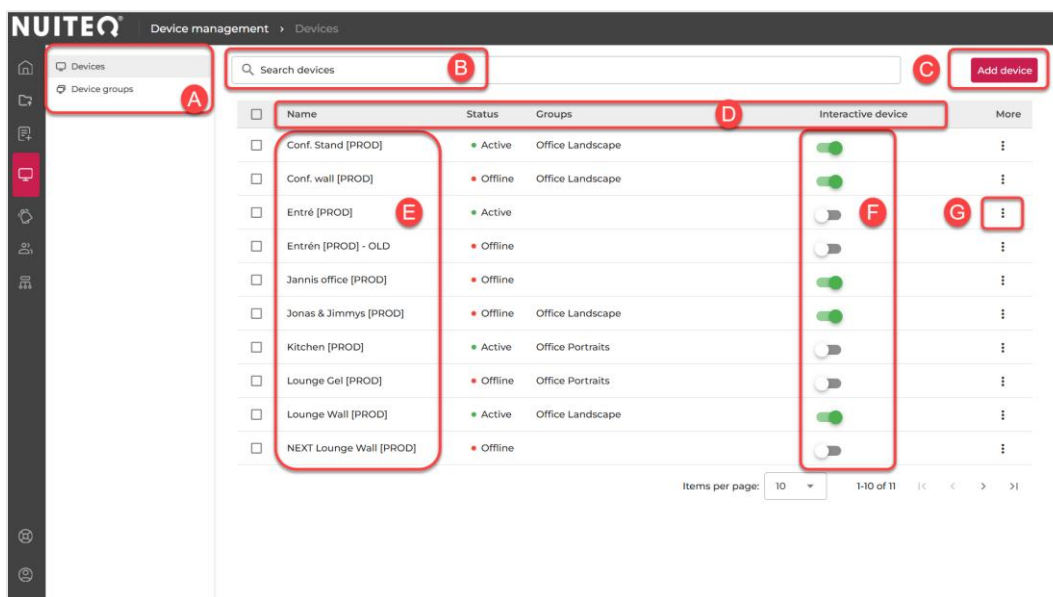 NUITEQ® Device management › Devices
Devices
Device groups
A
Search devices
B
C
Add device
Name Status Groups D Interactive device More
Conf. Stand [PROD] Active Office Landscape
Conf. wall [PROD] Offline Office Landscape
Entré [PROD] E Active F G
Entrén [PROD] - OLD Offline
Jannis office [PROD] Offline
Jonas & Jimmys [PROD] Offline Office Landscape
Kitchen [PROD] Active Office Portraits
Lounge Gel [PROD] Offline Office Portraits
Lounge Wall [PROD] Active Office Landscape
NEXT Lounge Wall [PROD] Offline
Items per page: 10 1-10 of 11